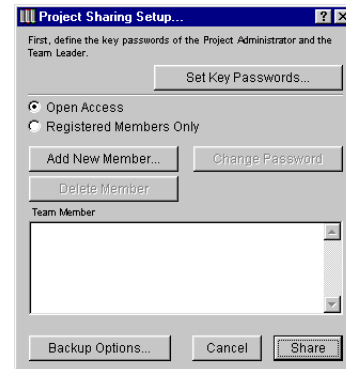 Project Sharing Setup...
First, define the key passwords of the Project Administrator and the
Team Leader.
Set Key Passwords...
Open Access
Registered Members Only
Add New Member...
Change Password
Delete Member
Team Member
Backup Options...
Cancel
Share